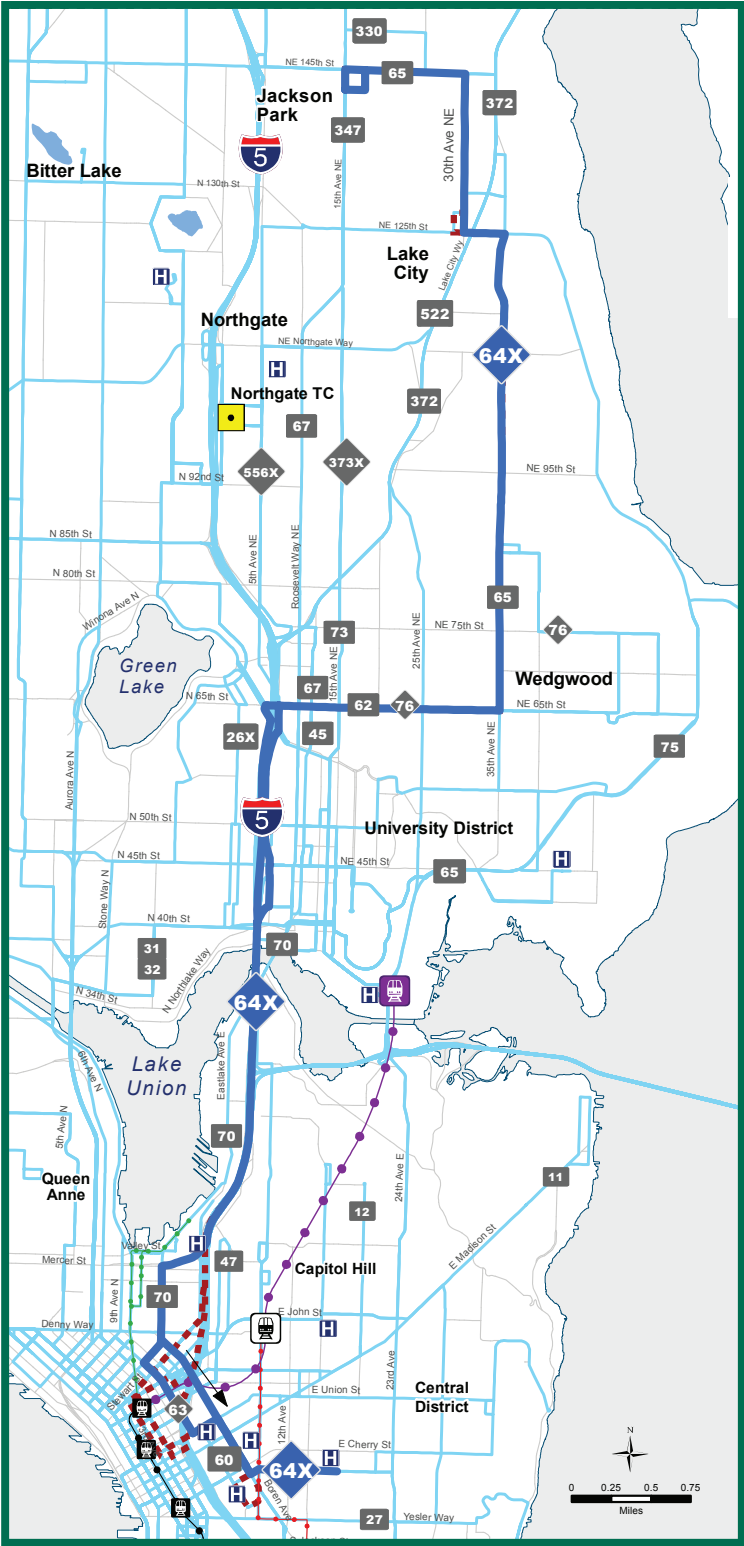 330
NE 145th St
65
Jackson
Park
372
347
30th Ave NE
5
Bitter Lake
N 130th St
15th Ave NE
NE 125th St
Lake
City
Lake City Wy
H
522
Northgate
NE Northgate Way
64X
H
Northgate TC
372
67
556X
373X
N 92nd St
NE 95th St
N 85th St
5th Ave NE
Roosevelt Way NE
N 80th St
65
Winona Ave N
73
NE 75th St
76
25th Ave NE
Green
Lake
15th Ave NE
67
Wedgwood
N 65th St
62
76
NE 65th St
26X
45
35th Ave NE
75
Aurora Ave N
5
N 50th St
University District
N 45th St
NE 45th St
H
65
Stone Way N
N 40th St
31
32
70
N Northlake Way
N 34th St
H
64X
Lake
Union
Eastlake Ave E
6th Ave N
5th Ave N
70
24th Ave E
Queen
Anne
11
12
E Madison St
Valley St
H
Mercer St
47
Capitol Hill
9th Ave N
70
E John St
Denny Way
H
23rd Ave
Stewart St
E Union St
Central
District
63
12th Ave
H
H
E Cherry St
N
60
64X
H
H
Boren Ave
0 0.25 0.5 0.75
Miles
27
Yesler Way